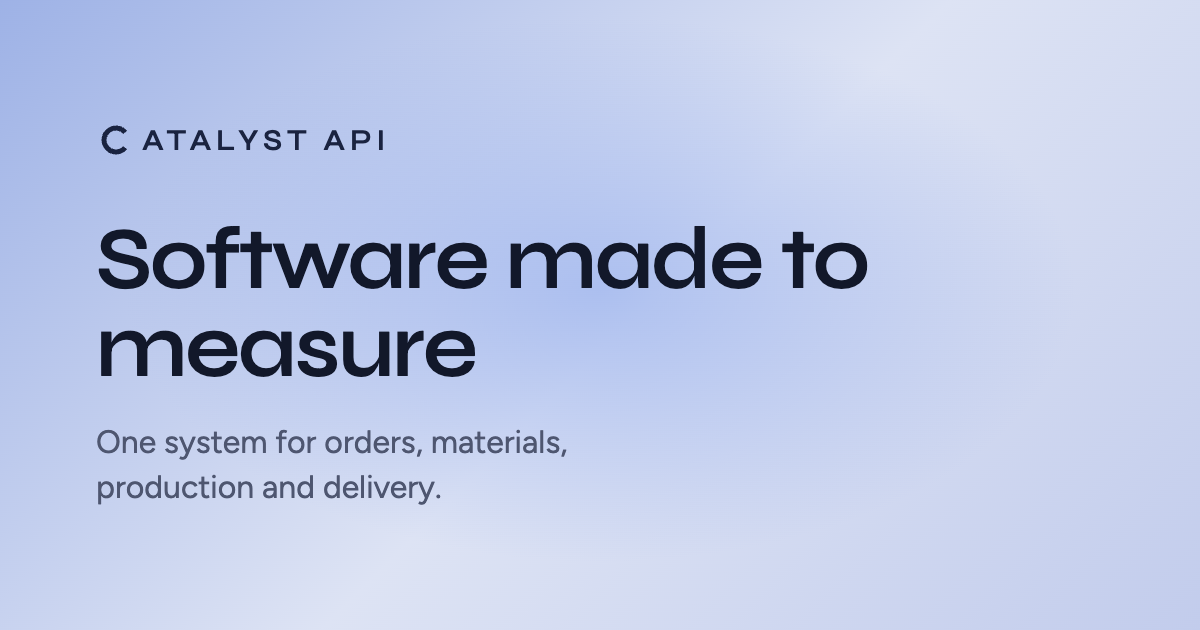 CATALYST API
Software made to
measure
One system for orders, materials,
production and delivery.